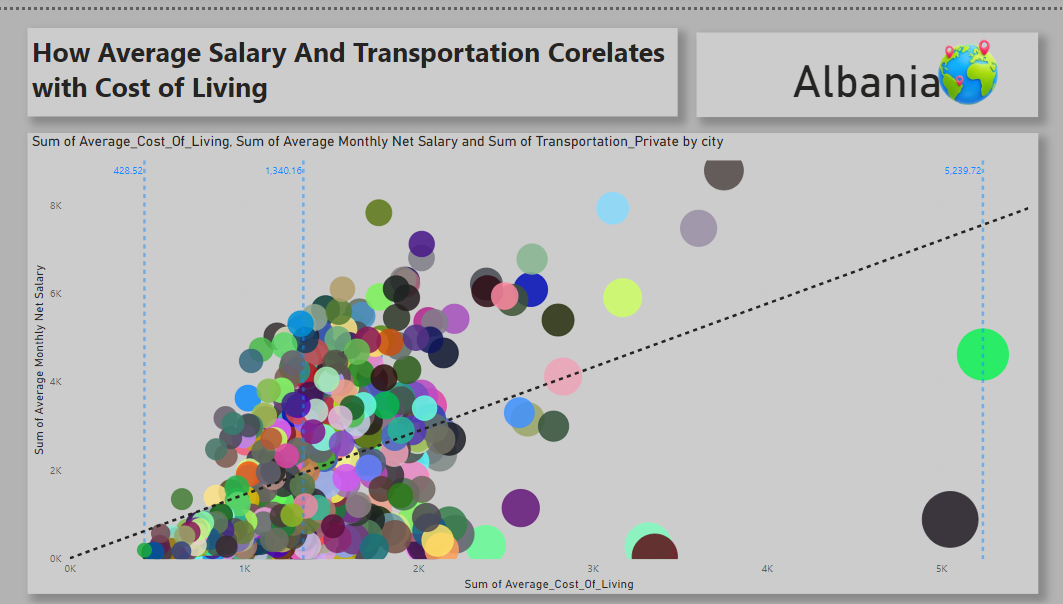 How Average Salary And Transportation Corelates
with Cost of Living
Albania
Sum of Average_Cost_Of_Living, Sum of Average Monthly Net Salary and Sum of Transportation_Private by city
428.52
1,340.16
5,239.72
8K
6K
4K
2K
0K
Sum of Average Monthly Net Salary
0K
1K
2K
3K
4K
5K
Sum of Average_Cost_Of_Living